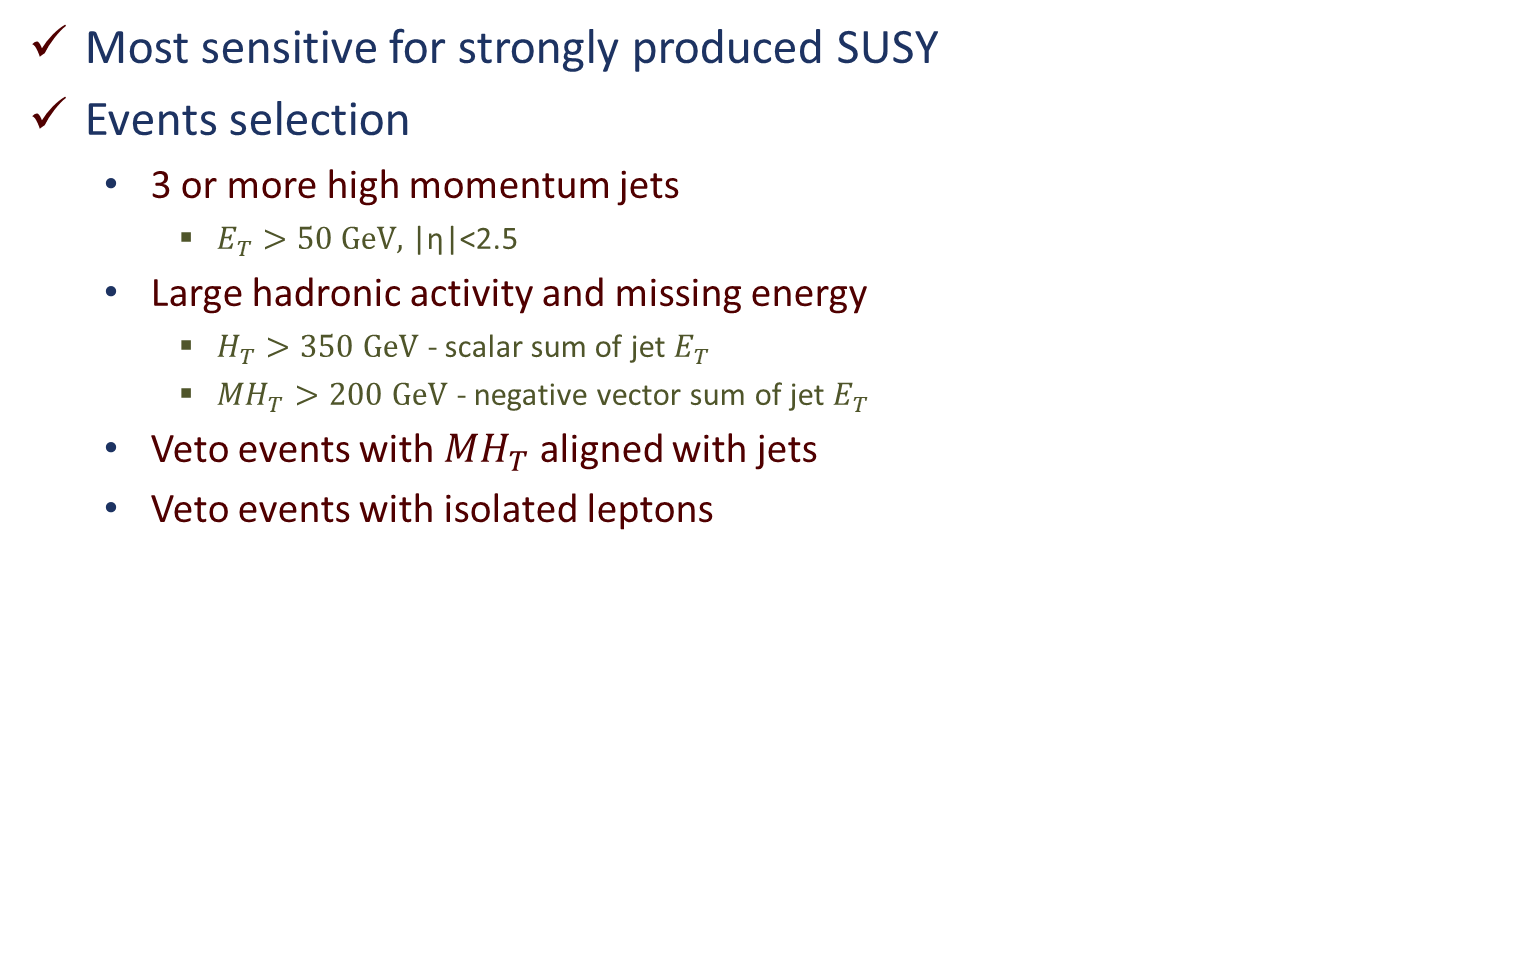 ✓ Most sensitive for strongly produced SUSY
✓ Events selection
• 3 or more high momentum jets
▪ $E_T > 50$ GeV, |η|<2.5
• Large hadronic activity and missing energy
▪ $H_T > 350$ GeV - scalar sum of jet $E_T$
▪ $MH_T > 200$ GeV - negative vector sum of jet $E_T$
• Veto events with $MH_T$ aligned with jets
• Veto events with isolated leptons